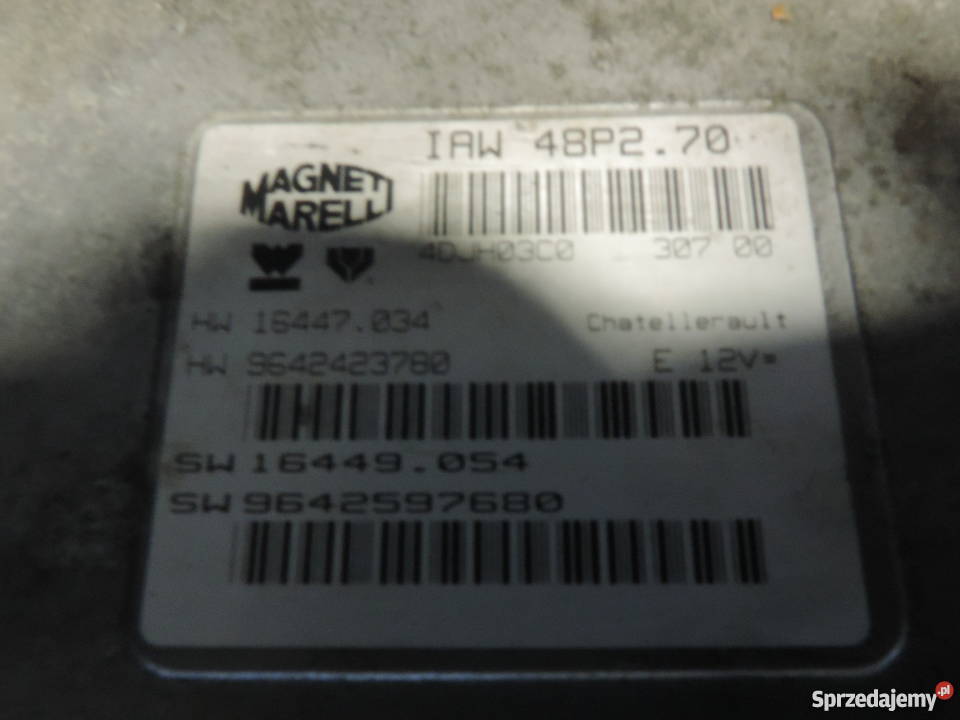 IAW 48P2.70
MAGNETI
MARELLI
4DJH03C0 307 00
HW 16447.034 Chatellerault
HW 9642423780 E 12V=
SW 16449.054
SW 9642597680
Sprzedajemy.pl